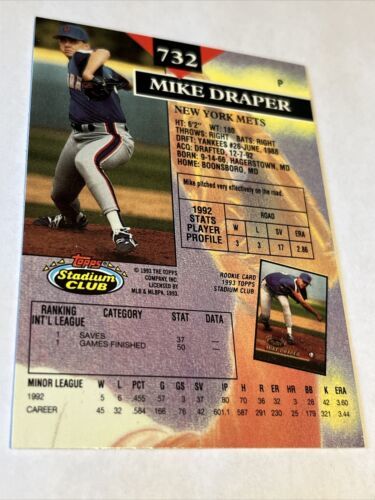 732
P
MIKE DRAPER
NEW YORK METS
HT: 6'2" WT: 180
THROWS: RIGHT BATS: RIGHT
DRFT: YANKEES #26-JUNE, 1988
ACQ: DRAFTED, 12-7-92
BORN: 9-14-66, HAGERSTOWN, MD
HOME: BOONSBORO, MD
Mike pitched very effectively on the road.
1992
STATS
PLAYER
PROFILE
ROAD
W L SV ERA
3 3 17 2.86
Topps
Stadium
CLUB
© 1993 THE TOPPS
COMPANY, INC.
LICENSED BY
MLB & MLBPA, 1993.
ROOKIE CARD
1993 TOPPS
STADIUM CLUB
MIKE DRAPER
RANKING
INT'L LEAGUE CATEGORY STAT DATA
1 SAVES 37 —
1 GAMES FINISHED 50 —
MINOR LEAGUE W L PCT G GS SV IP H R ER HR SH BB K ERA
1992 5 6 .455 57 3 37 80 70 36 32 3 28 42 3.60
CAREER 45 32 .584 166 76 42 601.1 587 291 230 25 179 321 3.44